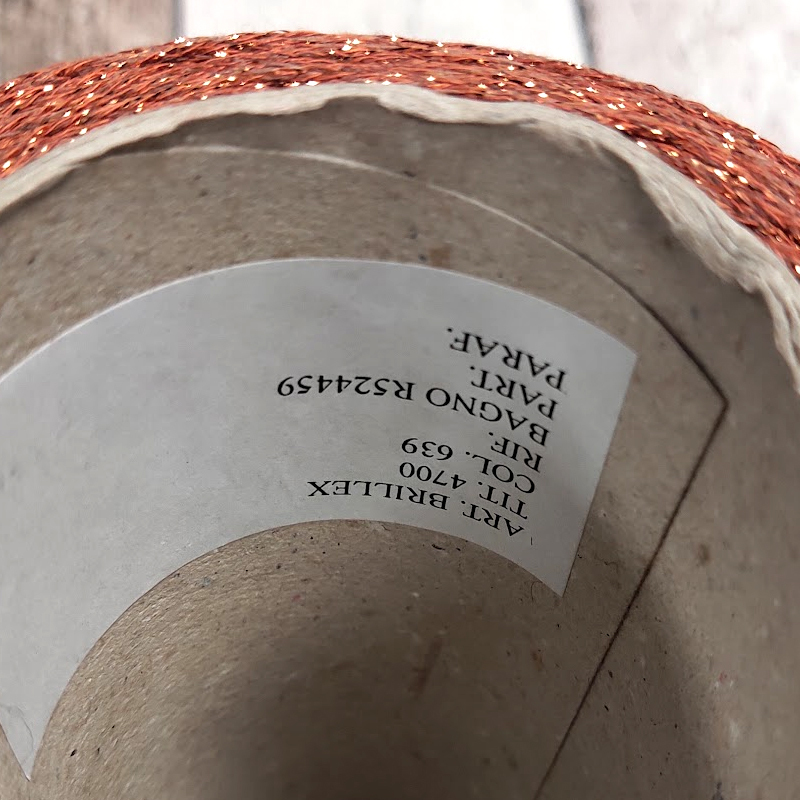 ART. BRILLEX
TIT. 4700
COL. 639
RIF.
BAGNO R524459
PART.
PARAF.